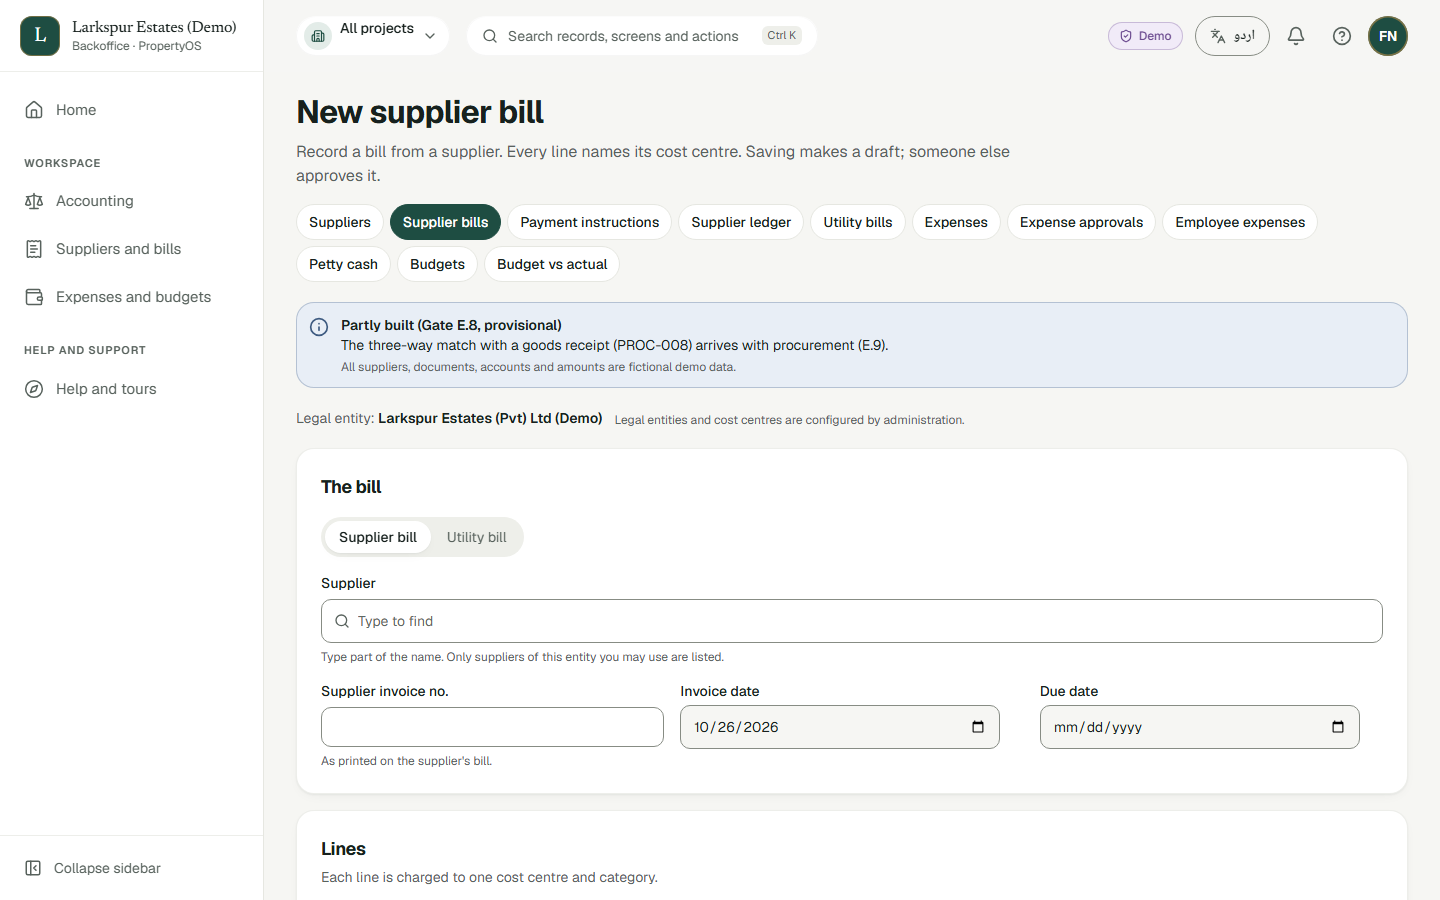 L
Larkspur Estates (Demo)
Backoffice · PropertyOS
All projects
Search records, screens and actions
Ctrl K
Demo
اردو
FN
Home
WORKSPACE
Accounting
Suppliers and bills
Expenses and budgets
HELP AND SUPPORT
Help and tours
Collapse sidebar
New supplier bill
Record a bill from a supplier. Every line names its cost centre. Saving makes a draft; someone else
approves it.
Suppliers
Supplier bills
Payment instructions
Supplier ledger
Utility bills
Expenses
Expense approvals
Employee expenses
Petty cash
Budgets
Budget vs actual
Partly built (Gate E.8, provisional)
The three-way match with a goods receipt (PROC-008) arrives with procurement (E.9).
All suppliers, documents, accounts and amounts are fictional demo data.
Legal entity: Larkspur Estates (Pvt) Ltd (Demo) Legal entities and cost centres are configured by administration.
The bill
Supplier bill
Utility bill
Supplier
Type to find
Type part of the name. Only suppliers of this entity you may use are listed.
Supplier invoice no.
Invoice date
Due date
10/26/2026
mm/dd/yyyy
As printed on the supplier's bill.
Lines
Each line is charged to one cost centre and category.